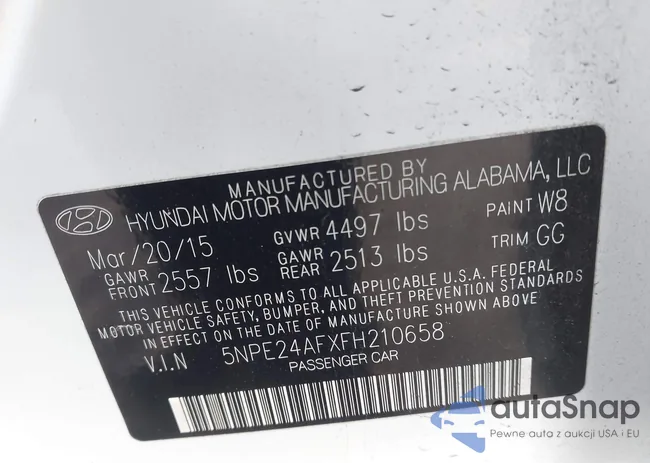 MANUFACTURED BY
HYUNDAI MOTOR MANUFACTURING ALABAMA, LLC
Mar/20/15 GVWR 4497 lbs PAINT W8
GAWR FRONT 2557 lbs GAWR REAR 2513 lbs TRIM GG
THIS VEHICLE CONFORMS TO ALL APPLICABLE U.S.A. FEDERAL
MOTOR VEHICLE SAFETY, BUMPER, AND THEFT PREVENTION STANDARDS
IN EFFECT ON THE DATE OF MANUFACTURE SHOWN ABOVE
V.I.N 5NPE24AFXFH210658
PASSENGER CAR
autaSnap
Pewne auta z aukcji USA i EU